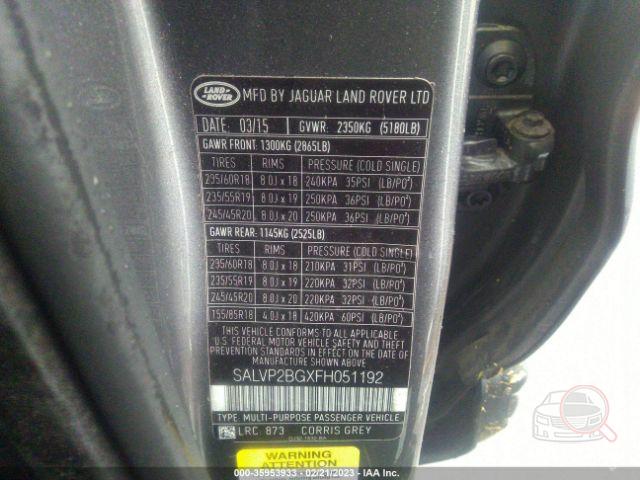 LAND ROVER
MFD BY JAGUAR LAND ROVER LTD
DATE: 03/15 GVWR: 2350KG (5180LB)
GAWR FRONT: 1300KG (2865LB)
TIRES RIMS PRESSURE (COLD SINGLE)
235/60R18 8.0J x 18 240KPA 35PSI (LB/PO²)
235/55R19 8.0J x 19 250KPA 36PSI (LB/PO²)
245/45R20 8.0J x 20 250KPA 36PSI (LB/PO²)
GAWR REAR: 1145KG (2525LB)
TIRES RIMS PRESSURE (COLD SINGLE)
235/60R18 8.0J x 18 210KPA 31PSI (LB/PO²)
235/55R19 8.0J x 19 220KPA 32PSI (LB/PO²)
245/45R20 8.0J x 20 220KPA 32PSI (LB/PO²)
155/85R18 4.0J x 18 420KPA 60PSI (LB/PO²)
THIS VEHICLE CONFORMS TO ALL APPLICABLE
U.S. FEDERAL MOTOR VEHICLE SAFETY AND THEFT
PREVENTION STANDARDS IN EFFECT ON THE DATE OF
MANUFACTURE SHOWN ABOVE
SALVP2BGXFH051192
TYPE: MULTI-PURPOSE PASSENGER VEHICLE
LRC 873 CORRIS GREY
WARNING
Copyright: 00-35953933 - 02/21/2023 - IAA Inc.